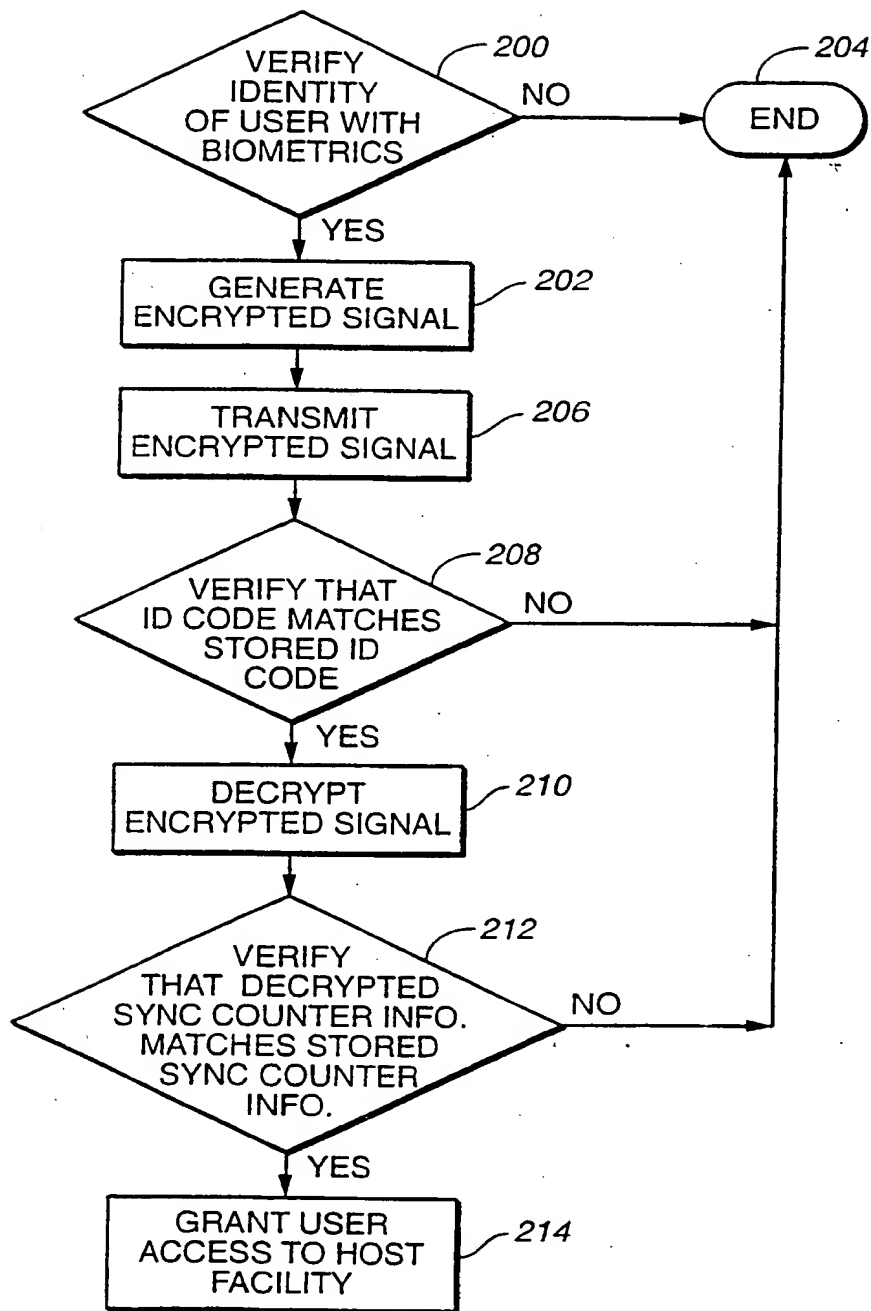 200
VERIFY
IDENTITY
OF USER WITH
BIOMETRICS
NO
204
END
YES
GENERATE
ENCRYPTED SIGNAL
202
TRANSMIT
ENCRYPTED SIGNAL
206
208
VERIFY THAT
ID CODE MATCHES
STORED ID
CODE
NO
YES
DECRYPT
ENCRYPTED SIGNAL
210
212
VERIFY
THAT DECRYPTED
SYNC COUNTER INFO.
MATCHES STORED
SYNC COUNTER
INFO.
NO
YES
GRANT USER
ACCESS TO HOST
FACILITY
214